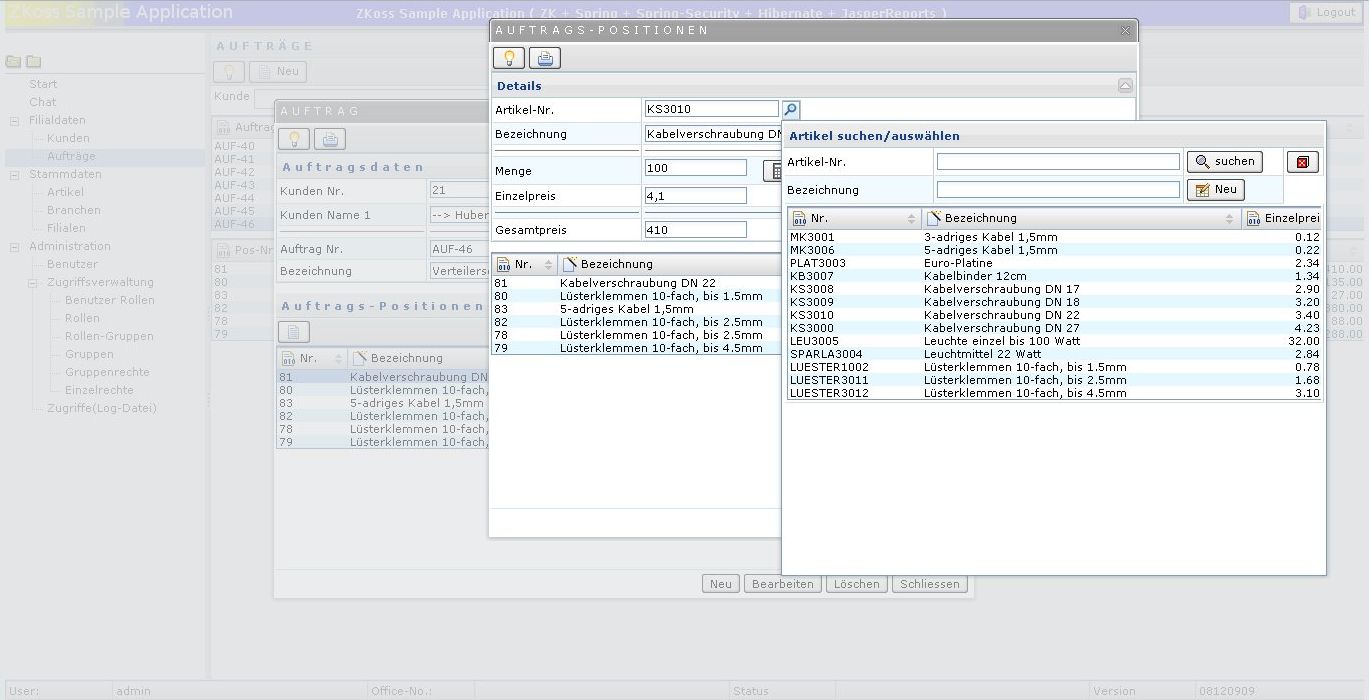 ZKoss Sample Application
ZKoss Sample Application ( ZK + Spring + Spring-Security + Hibernate + JasperReports )
Logout
Start
Chat
Filialdaten
Kunden
Aufträge
Stammdaten
Artikel
Branchen
Filialen
Administration
Benutzer
Zugriffsverwaltung
Benutzer Rollen
Rollen
Rollen-Gruppen
Gruppen
Gruppenrechte
Einzelrechte
Zugriffe(Log-Datei)
AUFTRÄGE
Neu
Kunde
Auftrag
AUF-40
AUF-41
AUF-42
AUF-43
AUF-44
AUF-45
AUF-46
Pos-Nr
81
80
83
82
78
79
AUFTRAG
Auftragsdaten
Kunden Nr. 21
Kunden Name 1 --> Huber
Auftrag Nr. AUF-46
Bezeichnung Verteilers
Auftrags-Positionen
Nr. Bezeichnung
81 Kabelverschraubung DN
80 Lüsterklemmen 10-fach,
83 5-adriges Kabel 1,5mm
82 Lüsterklemmen 10-fach,
78 Lüsterklemmen 10-fach,
79 Lüsterklemmen 10-fach,
Neu Bearbeiten Löschen Schliessen
AUFTRAGS-POSITIONEN
Details
Artikel-Nr. KS3010
Bezeichnung Kabelverschraubung DN
Menge 100
Einzelpreis 4,1
Gesamtpreis 410
Nr. Bezeichnung
81 Kabelverschraubung DN 22
80 Lüsterklemmen 10-fach, bis 1.5mm
83 5-adriges Kabel 1,5mm
82 Lüsterklemmen 10-fach, bis 2.5mm
78 Lüsterklemmen 10-fach, bis 2.5mm
79 Lüsterklemmen 10-fach, bis 4.5mm
Artikel suchen/auswählen
Artikel-Nr. suchen
Bezeichnung Neu
Nr. Bezeichnung Einzelprei
MK3001 3-adriges Kabel 1,5mm 0.12
MK3006 5-adriges Kabel 1,5mm 0.22
PLAT3003 Euro-Platine 2.34
KB3007 Kabelbinder 12cm 1.34
KS3008 Kabelverschraubung DN 17 2.90
KS3009 Kabelverschraubung DN 18 3.20
KS3010 Kabelverschraubung DN 22 3.40
KS3000 Kabelverschraubung DN 27 4.23
LEU3005 Leuchte einzel bis 100 Watt 32.00
SPARLA3004 Leuchtmittel 22 Watt 2.84
LUESTER1002 Lüsterklemmen 10-fach, bis 1.5mm 0.78
LUESTER3011 Lüsterklemmen 10-fach, bis 2.5mm 1.68
LUESTER3012 Lüsterklemmen 10-fach, bis 4.5mm 3.10
User: admin Office-No.: Status Version 08120909